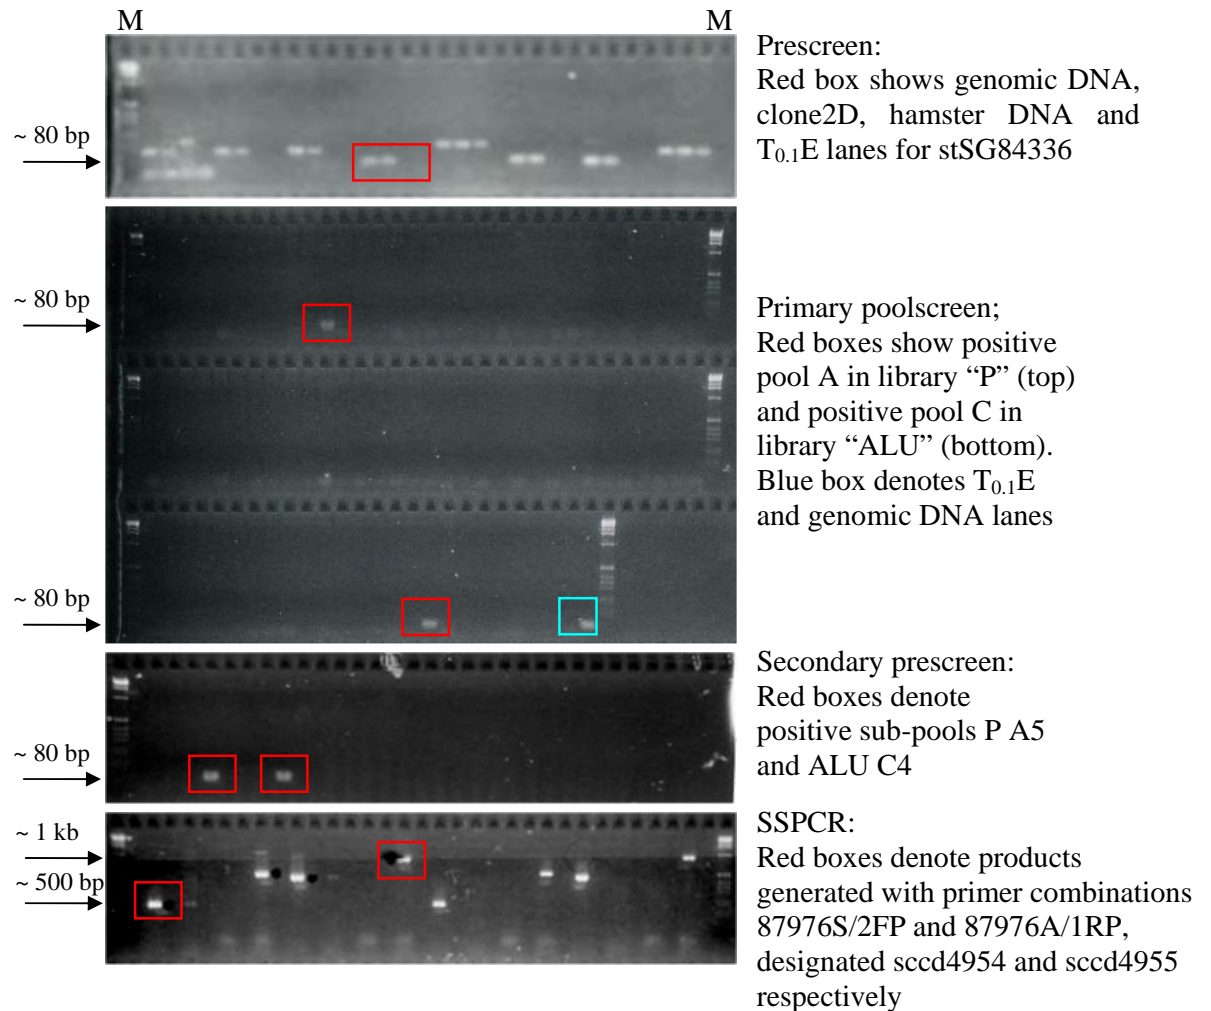 M M
Prescreen:
Red box shows genomic DNA,
clone2D, hamster DNA and
T0.1E lanes for stSG84336
~ 80 bp
~ 80 bp
Primary poolscreen;
Red boxes show positive
pool A in library “P” (top)
and positive pool C in
library “ALU” (bottom).
Blue box denotes T0.1E
and genomic DNA lanes
~ 80 bp
Secondary prescreen:
Red boxes denote
positive sub-pools P A5
and ALU C4
~ 80 bp
SSPCR:
Red boxes denote products
generated with primer combinations
87976S/2FP and 87976A/1RP,
designated sccd4954 and sccd4955
respectively
~ 1 kb
~ 500 bp